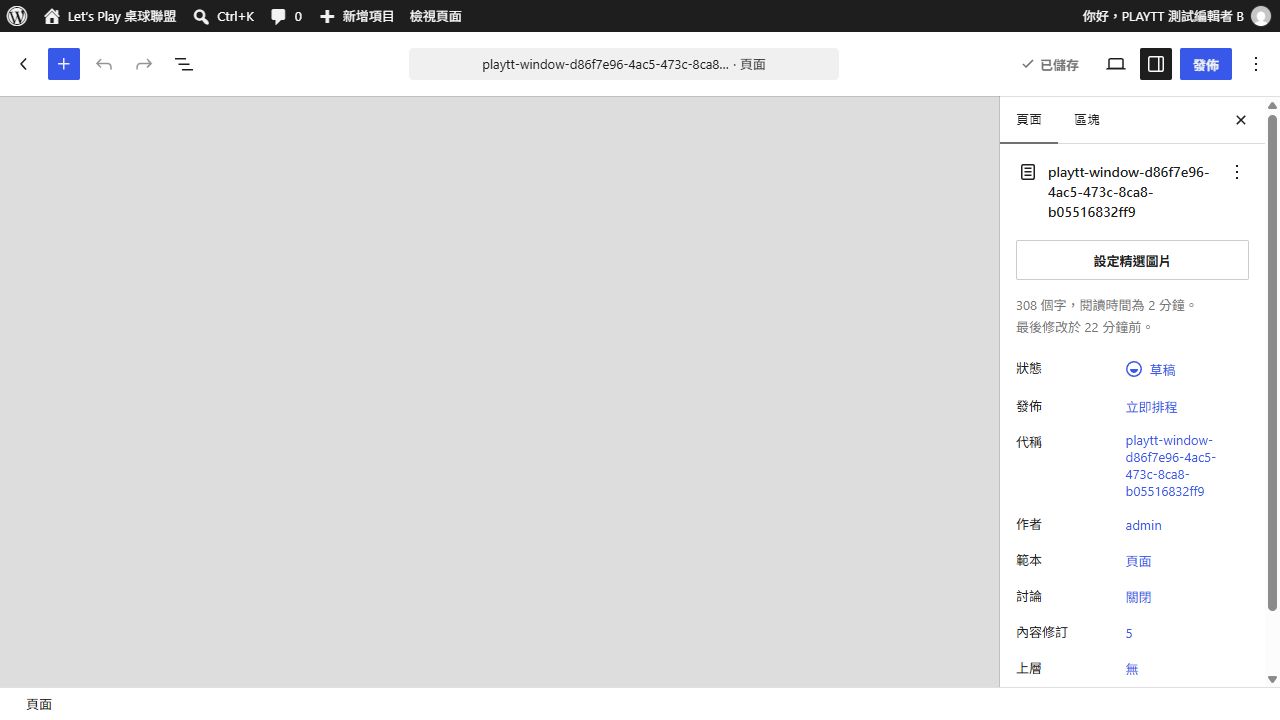 Let's Play 桌球聯盟 Ctrl+K 0 新增項目 檢視頁面 你好，PLAYTT 測試編輯者 B
playtt-window-d86f7e96-4ac5-473c-8ca8... · 頁面 已儲存 發佈
頁面 區塊
playtt-window-d86f7e96-
4ac5-473c-8ca8-
b05516832ff9
設定精選圖片
308 個字，閱讀時間為 2 分鐘。
最後修改於 22 分鐘前。
狀態 草稿
發佈 立即排程
代稱 playtt-window-
d86f7e96-4ac5-
473c-8ca8-
b05516832ff9
作者 admin
範本 頁面
討論 關閉
內容修訂 5
上層 無
頁面